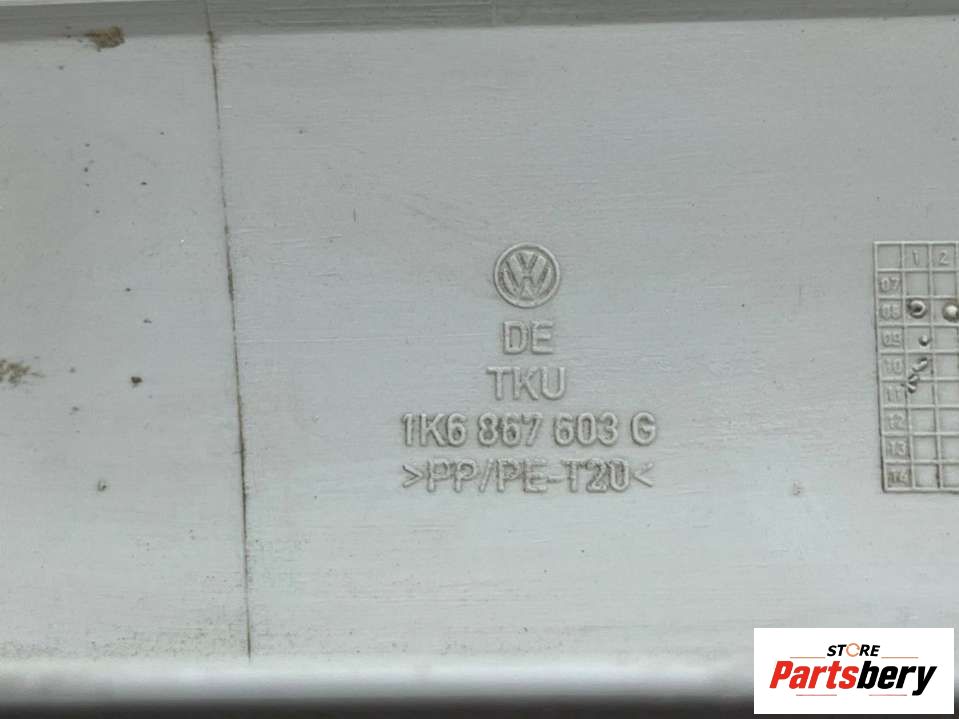 VW
DE
TKU
1K6 867 603 G
>PP/PE-T20<
1 2
07
08
09
10
11
12
13
14
STORE
Partsbery